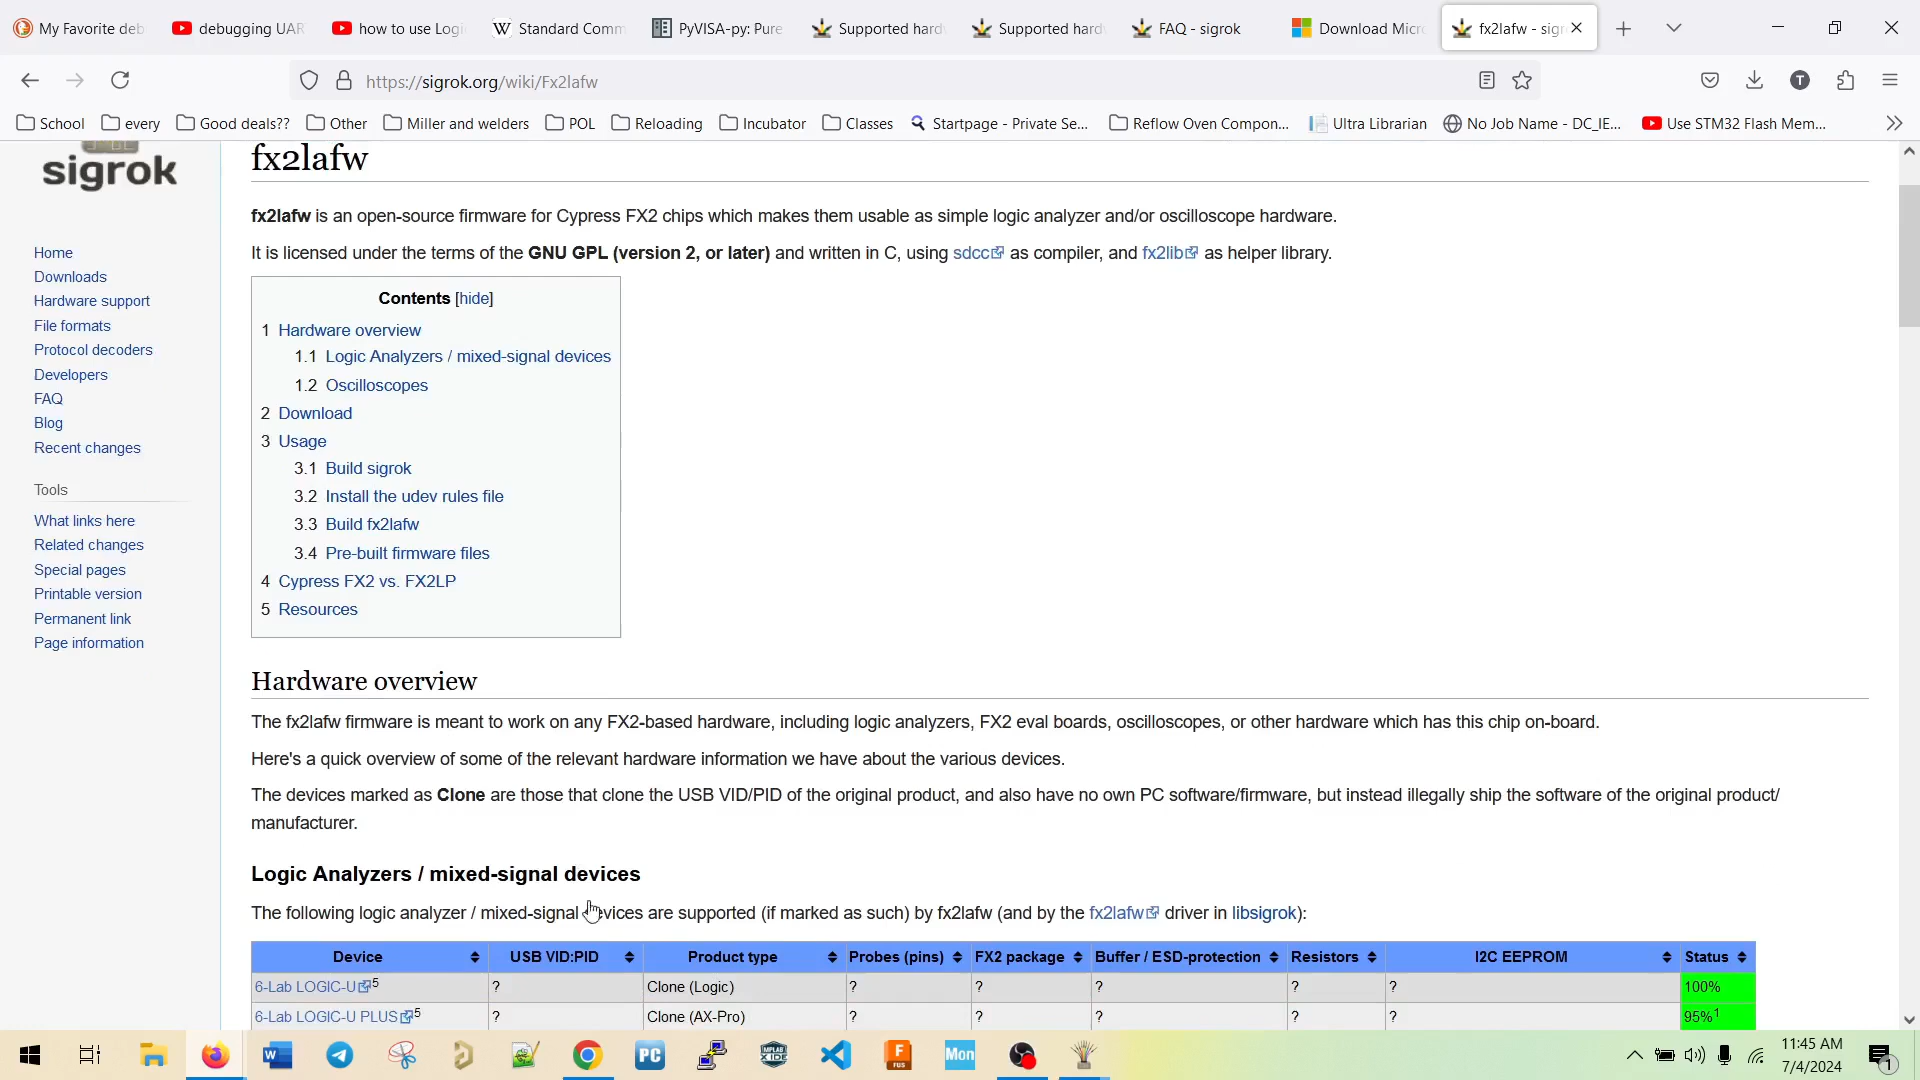 My Favorite deb
debugging UAR
how to use Logi
Standard Comm
PyVISA-py: Pure
Supported hard
Supported hard
FAQ - sigrok
Download Micr
fx2lafw - sigr
https://sigrok.org/wiki/Fx2lafw
T
School
every
Good deals??
Other
Miller and welders
POL
Reloading
Incubator
Classes
Startpage - Private Se...
Reflow Oven Compon...
Ultra Librarian
No Job Name - DC_IE...
Use STM32 Flash Mem...
sigrok
Home
Downloads
Hardware support
File formats
Protocol decoders
Developers
FAQ
Blog
Recent changes
Tools
What links here
Related changes
Special pages
Printable version
Permanent link
Page information
fx2lafw
fx2lafw is an open-source firmware for Cypress FX2 chips which makes them usable as simple logic analyzer and/or oscilloscope hardware.
It is licensed under the terms of the GNU GPL (version 2, or later) and written in C, using sdcc as compiler, and fx2lib as helper library.
Contents [hide]
1 Hardware overview
1.1 Logic Analyzers / mixed-signal devices
1.2 Oscilloscopes
2 Download
3 Usage
3.1 Build sigrok
3.2 Install the udev rules file
3.3 Build fx2lafw
3.4 Pre-built firmware files
4 Cypress FX2 vs. FX2LP
5 Resources
Hardware overview
The fx2lafw firmware is meant to work on any FX2-based hardware, including logic analyzers, FX2 eval boards, oscilloscopes, or other hardware which has this chip on-board.
Here's a quick overview of some of the relevant hardware information we have about the various devices.
The devices marked as Clone are those that clone the USB VID/PID of the original product, and also have no own PC software/firmware, but instead illegally ship the software of the original product/
manufacturer.
Logic Analyzers / mixed-signal devices
The following logic analyzer / mixed-signal devices are supported (if marked as such) by fx2lafw (and by the fx2lafw driver in libsigrok):
Device USB VID:PID Product type Probes (pins) FX2 package Buffer / ESD-protection Resistors I2C EEPROM Status
6-Lab LOGIC-U5 ? Clone (Logic) ? ? ? ? ? 100%
6-Lab LOGIC-U PLUS5 ? Clone (AX-Pro) ? ? ? ? ? 95%1
PC
Mon
11:45 AM
7/4/2024
1